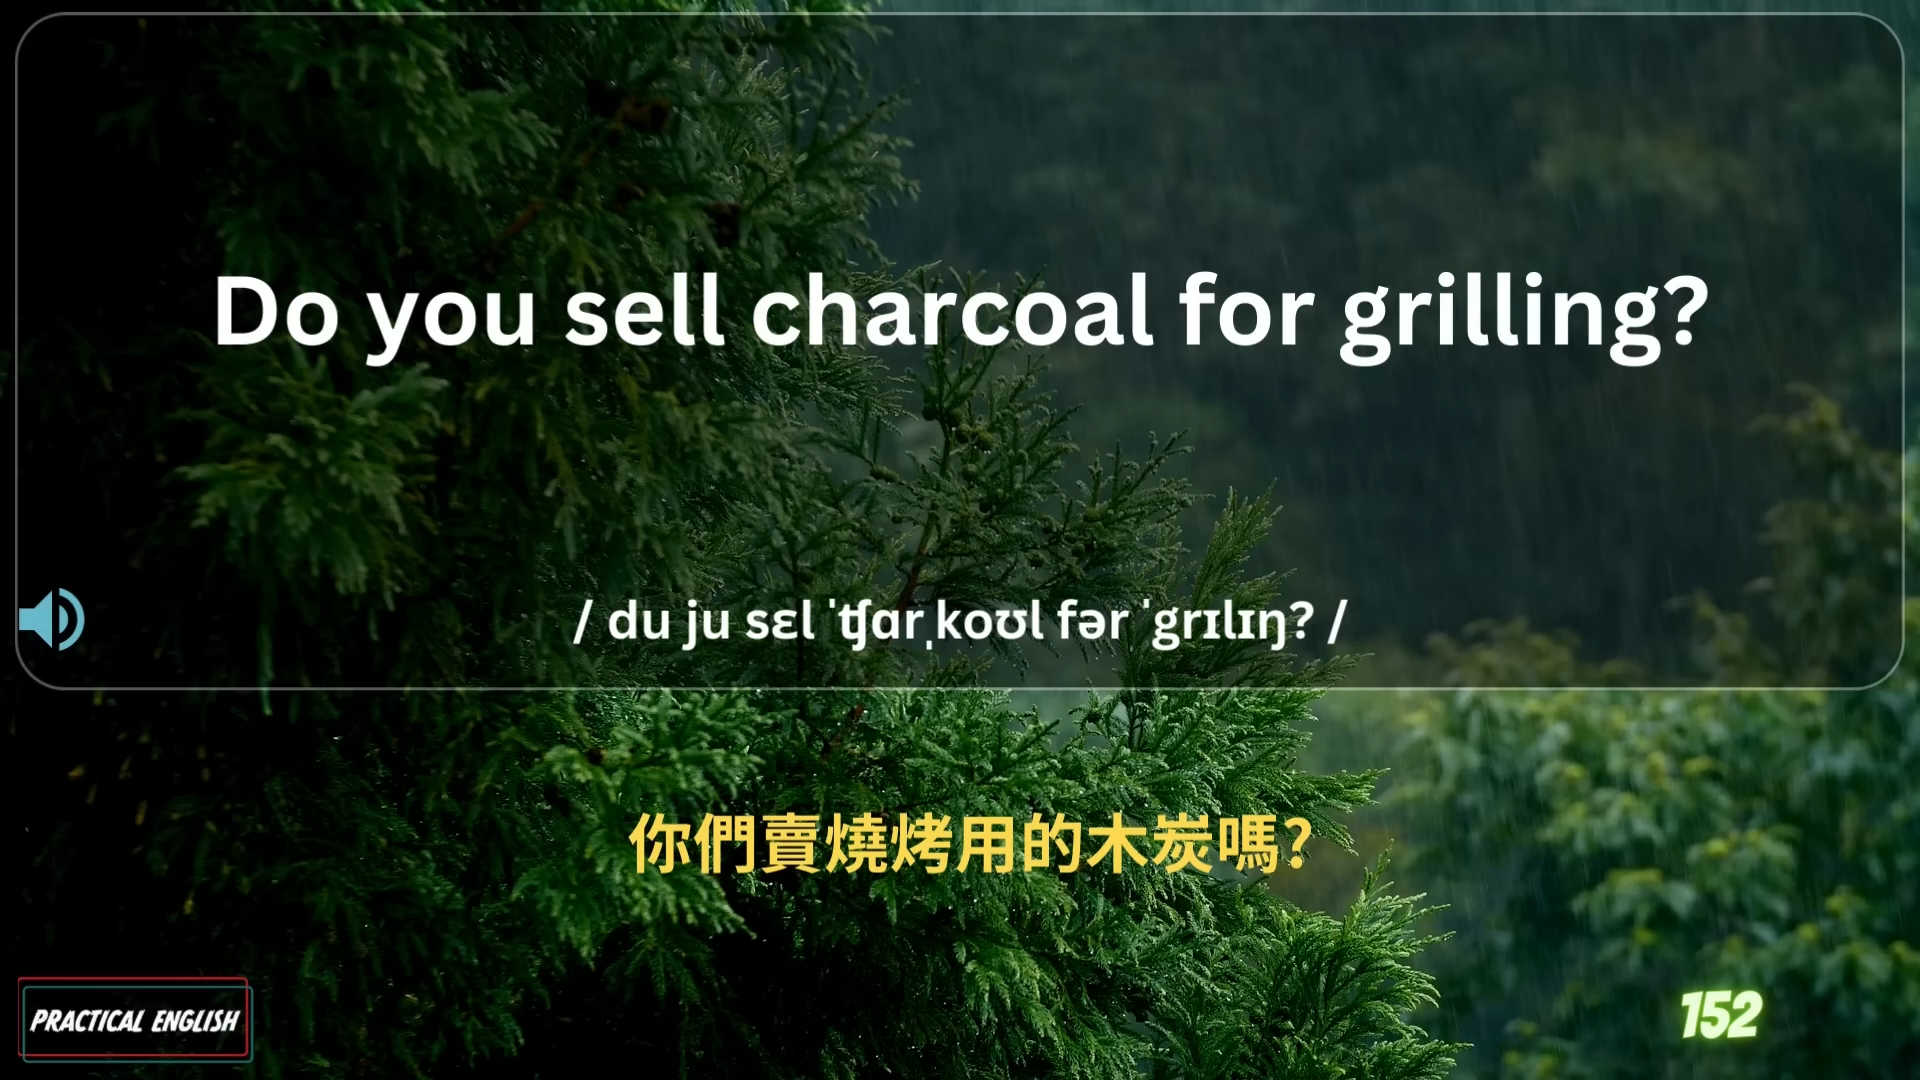 Do you sell charcoal for grilling?
/ du ju sɛl ˈʧɑrˌkoʊl fər ˈgrɪlɪŋ? /
你們賣燒烤用的木炭嗎?
PRACTICAL ENGLISH
152